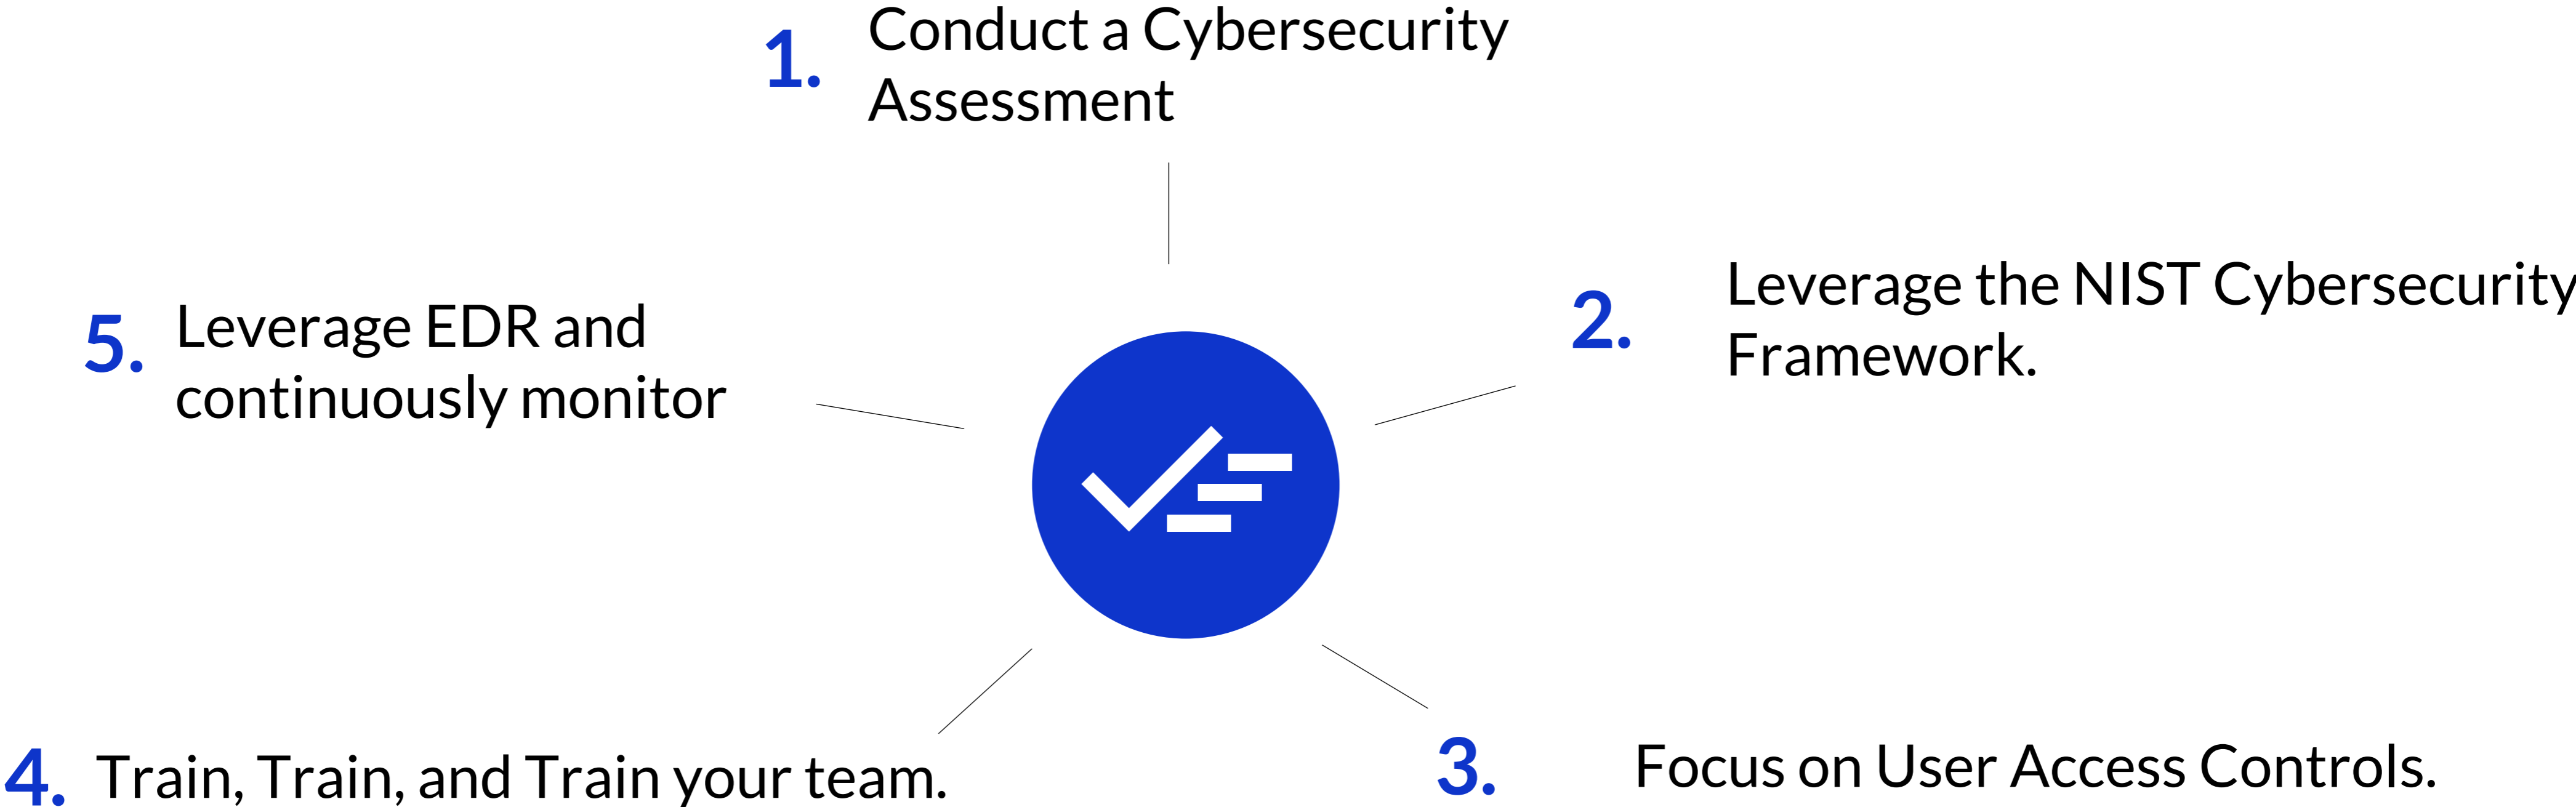 1. Conduct a Cybersecurity
Assessment
2. Leverage the NIST Cybersecurity
Framework.
3. Focus on User Access Controls.
4. Train, Train, and Train your team.
5. Leverage EDR and
continuously monitor